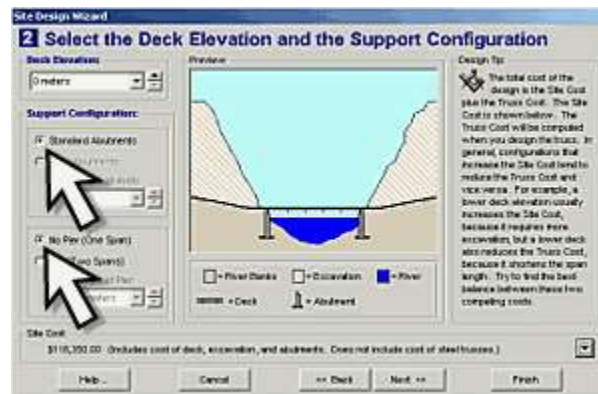 Site Design Wizard
2 Select the Deck Elevation and the Support Configuration
Deck Elevation:
0 meters
Support Configuration:
Standard Abutments
No Pier (One Span)
Preview
= River Banks
= Excavation
= River
= Deck
= Abutment
Design Tip:
The total cost of the
design is the Site Cost
plus the Truss Cost. The Site
Cost is shown below. The
Truss Cost will be computed
when you design the truss. In
general, configurations that
increase the Site Cost tend to
reduce the Truss Cost and
vice versa. For example, a
lower deck elevation usually
increases the Site Cost,
because it requires more
excavation, but a lower deck
also reduces the Truss Cost,
because it shortens the span
length. Try to find the best
balance between these two
competing costs.
Site Cost:
(Includes cost of deck, excavation, and abutments. Does not include cost of steel trusses.)
Help...
Cancel
<< Back
Next >>
Finish